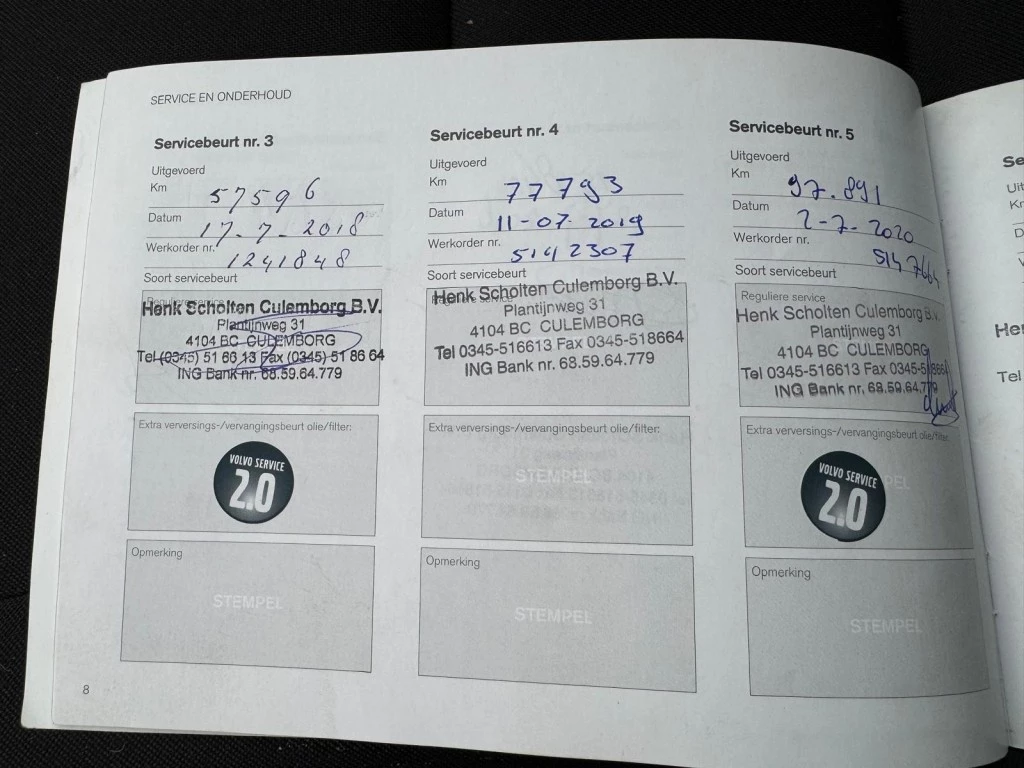 SERVICE EN ONDERHOUD
Servicebeurt nr. 3
Uitgevoerd
Km 57596
Datum 17-7-2018
Werkorder nr. 1241848
Soort servicebeurt
Reguliere service
Henk Scholten Culemborg B.V.
Plantijnweg 31
4104 BC CULEMBORG
Tel (0345) 51 66 13 Fax (0345) 51 86 64
ING Bank nr. 68.59.64.779
Extra verversings-/vervangingsbeurt olie/filter:
VOLVO SERVICE
2.0
Opmerking
STEMPEL
8
Servicebeurt nr. 4
Uitgevoerd
Km 77793
Datum 11-07-2019
Werkorder nr. 5142307
Soort servicebeurt
Reguliere service
Henk Scholten Culemborg B.V.
Plantijnweg 31
4104 BC CULEMBORG
Tel 0345-516613 Fax 0345-518664
ING Bank nr. 68.59.64.779
Extra verversings-/vervangingsbeurt olie/filter:
STEMPEL
Opmerking
STEMPEL
Servicebeurt nr. 5
Uitgevoerd
Km 97.891
Datum 2-7-2020
Werkorder nr.
Soort servicebeurt
Reguliere service
Henk Scholten Culemborg B.V.
Plantijnweg 31
4104 BC CULEMBORG
Tel 0345-516613 Fax 0345-518664
ING Bank nr. 68.59.64.779
Extra verversings-/vervangingsbeurt olie/filter:
VOLVO SERVICE
2.0
Opmerking
STEMPEL
Tel